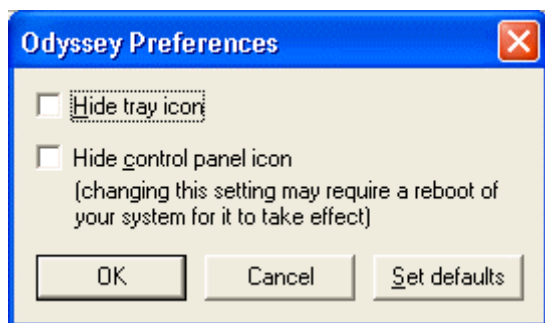 Odyssey Preferences
Hide tray icon
Hide control panel icon
(changing this setting may require a reboot of
your system for it to take effect)
OK Cancel Set defaults